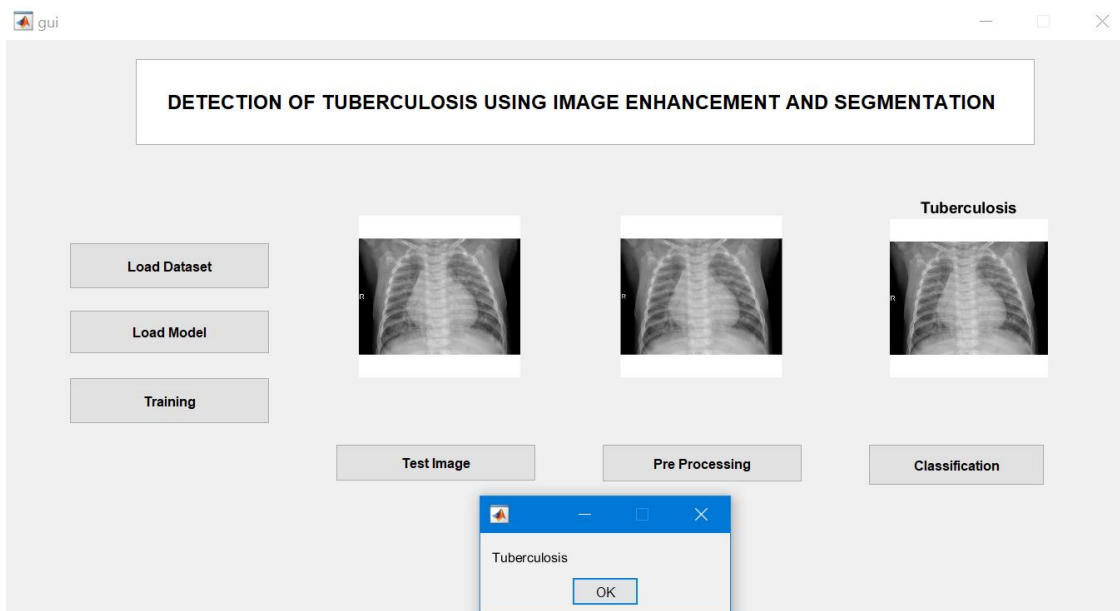 gui
DETECTION OF TUBERCULOSIS USING IMAGE ENHANCEMENT AND SEGMENTATION
Tuberculosis
Load Dataset
Load Model
Training
R
R
R
Test Image
Pre Processing
Classification
Tuberculosis
OK